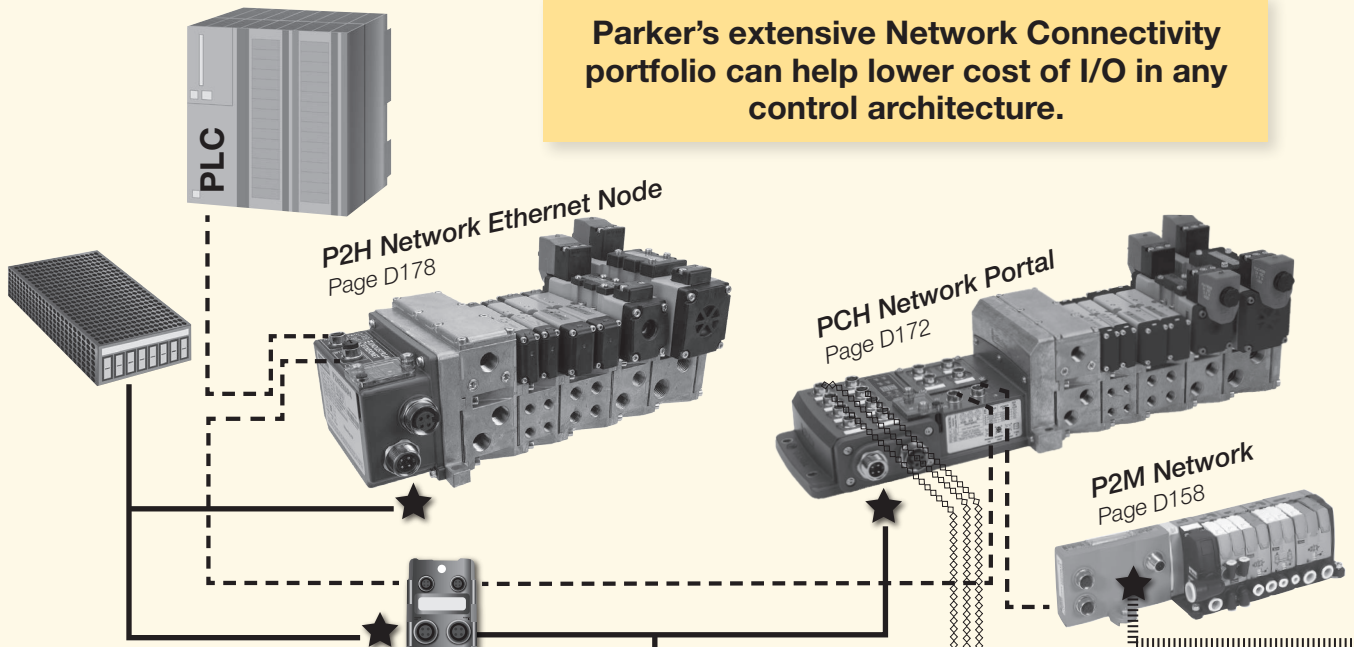 Parker’s extensive Network Connectivity
portfolio can help lower cost of I/O in any
control architecture.
PLC
P2H Network Ethernet Node
Page D178
PCH Network Portal
Page D172
P2M Network
Page D158